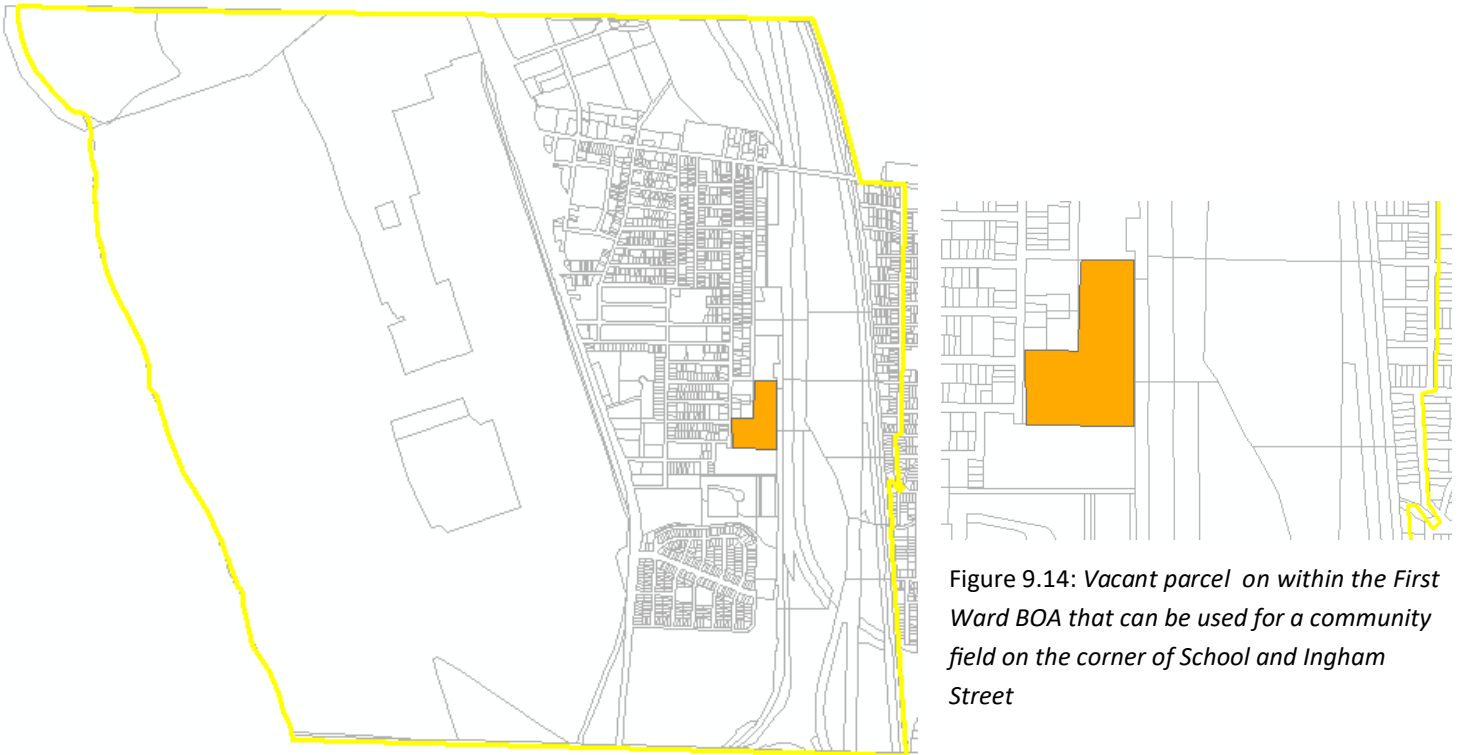 Figure 9.14: Vacant parcel  on within the First
Ward BOA that can be used for a community
field on the corner of School and Ingham
Street